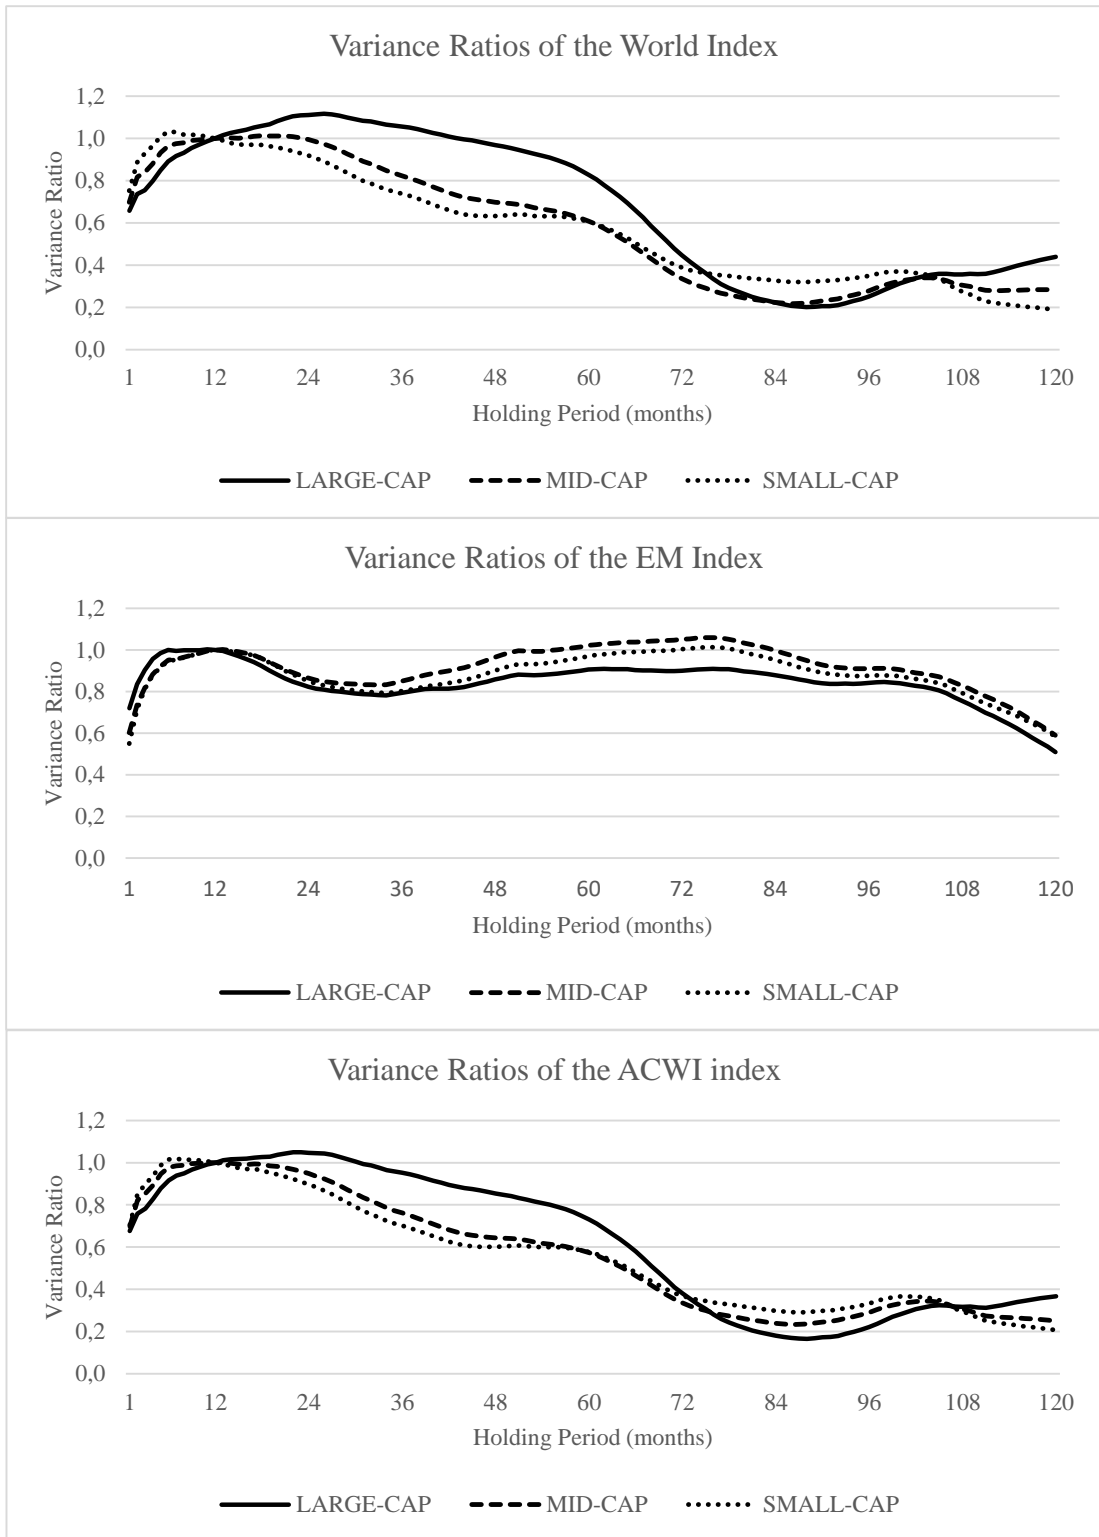 Variance Ratios of the World Index
Variance Ratio
1,2
1,0
0,8
0,6
0,4
0,2
0,0
1 12 24 36 48 60 72 84 96 108 120
Holding Period (months)
LARGE-CAP MID-CAP SMALL-CAP
Variance Ratios of the EM Index
Variance Ratio
1,2
1,0
0,8
0,6
0,4
0,2
0,0
1 12 24 36 48 60 72 84 96 108 120
Holding Period (months)
LARGE-CAP MID-CAP SMALL-CAP
Variance Ratios of the ACWI index
Variance Ratio
1,2
1,0
0,8
0,6
0,4
0,2
0,0
1 12 24 36 48 60 72 84 96 108 120
Holding Period (months)
LARGE-CAP MID-CAP SMALL-CAP